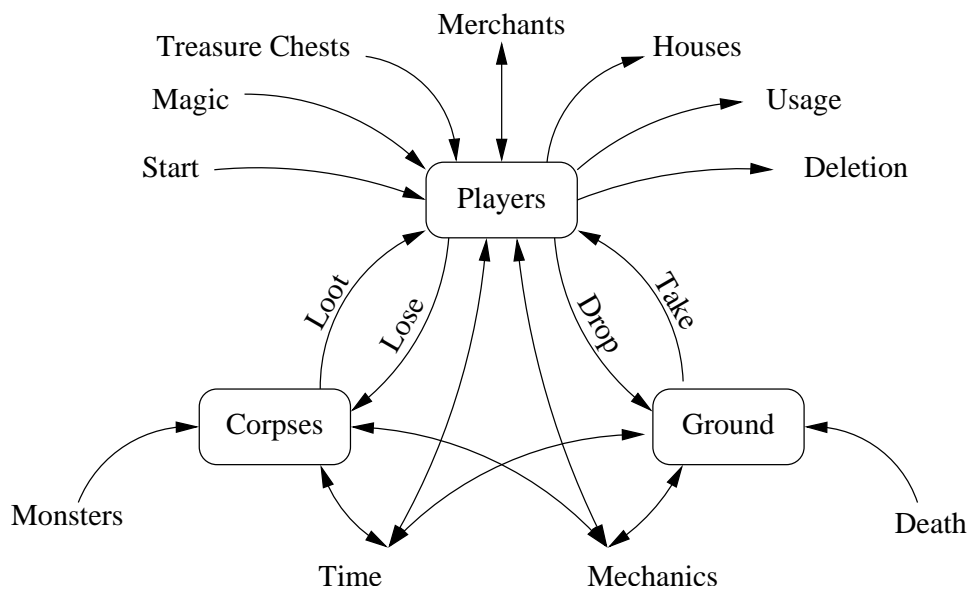 Merchants
Treasure Chests
Houses
Magic
Usage
Start
Deletion
Players
Loot
Lose
Drop
Take
Corpses
Ground
Monsters
Death
Time
Mechanics